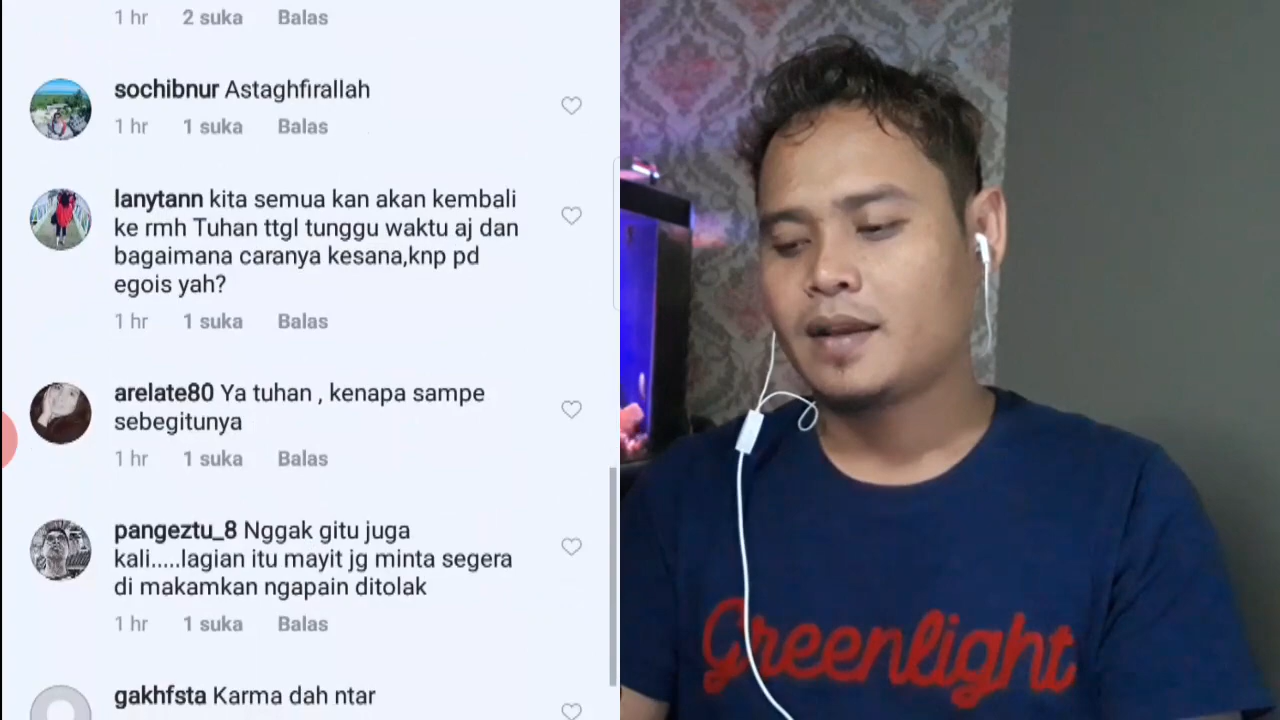 1 hr 2 suka Balas
sochibnur Astaghfirallah
1 hr 1 suka Balas
lanytann kita semua kan akan kembali
ke rmh Tuhan ttgl tunggu waktu aj dan
bagaimana caranya kesana,knp pd
egois yah?
1 hr 1 suka Balas
arelate80 Ya tuhan , kenapa sampe
sebegitunya
1 hr 1 suka Balas
pangeztu_8 Nggak gitu juga
kali.....lagian itu mayit jg minta segera
di makamkan ngapain ditolak
1 hr 1 suka Balas
gakhfsta Karma dah ntar
Greenlight